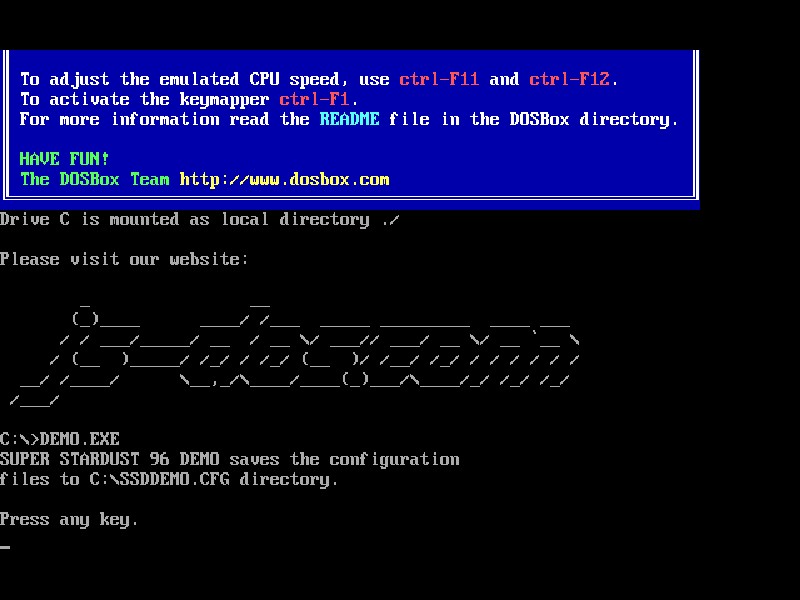 To adjust the emulated CPU speed, use ctrl-F11 and ctrl-F12.
To activate the keymapper ctrl-F1.
For more information read the README file in the DOSBox directory.
HAVE FUN!
The DOSBox Team http://www.dosbox.com
Drive C is mounted as local directory ./
Please visit our website:
js-dos.com
C:\>DEMO.EXE
SUPER STARDUST 96 DEMO saves the configuration
files to C:\SSDDEMO.CFG directory.
Press any key.